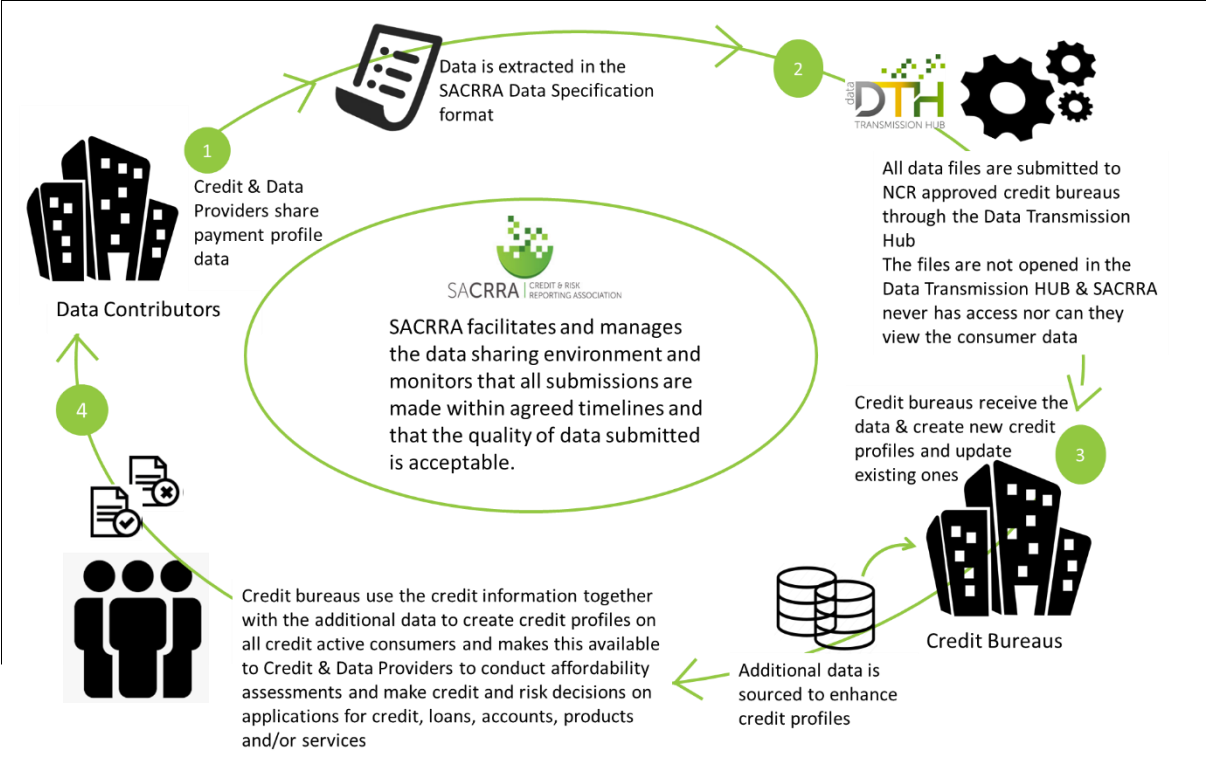 1
Credit & Data
Providers share
payment profile
data
Data Contributors
Data is extracted in the
SACRRA Data Specification
format
2
data
DTH
TRANSMISSION HUB
All data files are submitted to
NCR approved credit bureaus
through the Data Transmission
Hub
The files are not opened in the
Data Transmission HUB & SACRRA
never has access nor can they
view the consumer data
SACRRA | CREDIT & RISK
REPORTING ASSOCIATION
SACRRA facilitates and manages
the data sharing environment and
monitors that all submissions are
made within agreed timelines and
that the quality of data submitted
is acceptable.
Credit bureaus receive the
data & create new credit
profiles and update
existing ones
3
Credit Bureaus
Additional data is
sourced to enhance
credit profiles
4
Credit bureaus use the credit information together
with the additional data to create credit profiles on
all credit active consumers and makes this available
to Credit & Data Providers to conduct affordability
assessments and make credit and risk decisions on
applications for credit, loans, accounts, products
and/or services